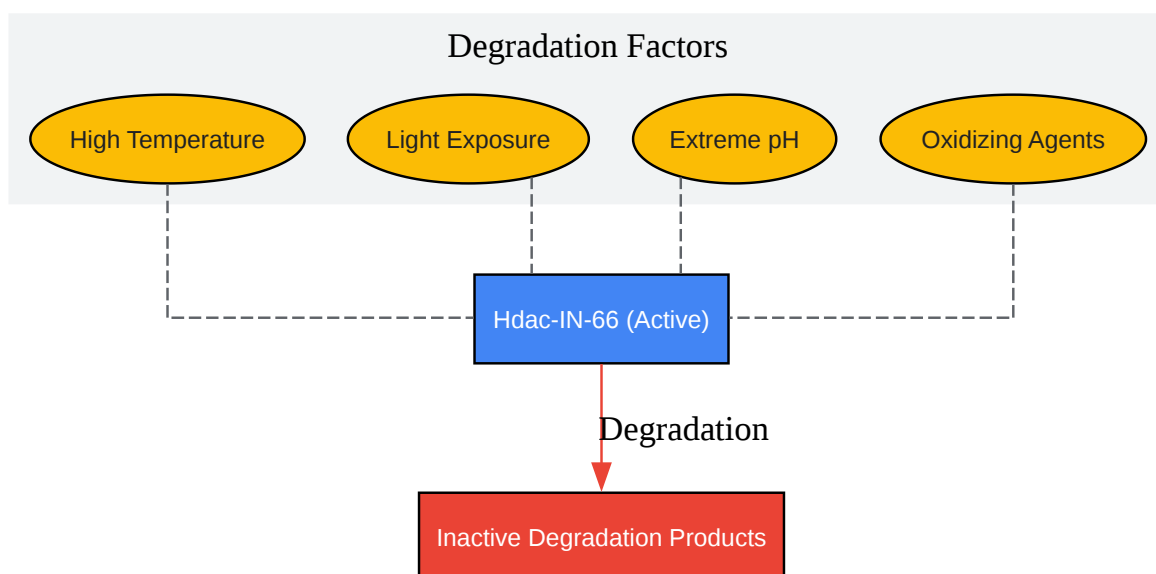 Degradation Factors
High Temperature
Light Exposure
Extreme pH
Oxidizing Agents
Hdac-IN-66 (Active)
Degradation
Inactive Degradation Products